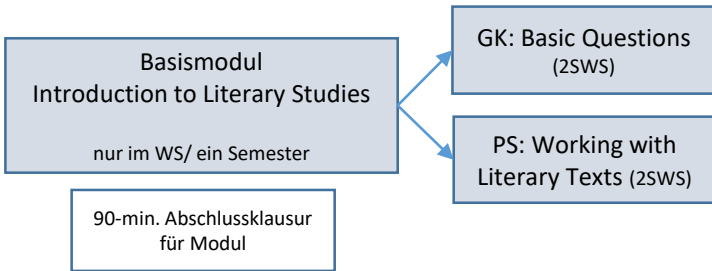 Basismodul
Introduction to Literary Studies
nur im WS/ ein Semester
90-min. Abschlussklausur
für Modul
GK: Basic Questions
(2SWS)
PS: Working with
Literary Texts (2SWS)